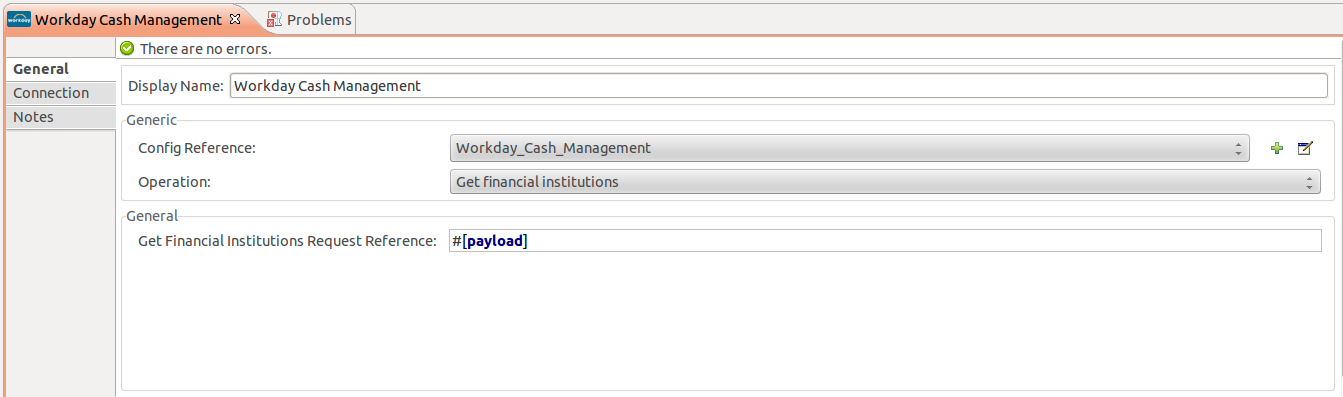 workday Workday Cash Management Problems
There are no errors.
General
Connection
Notes
Display Name: Workday Cash Management
Generic
Config Reference: Workday_Cash_Management
Operation: Get financial institutions
General
Get Financial Institutions Request Reference: #[payload]